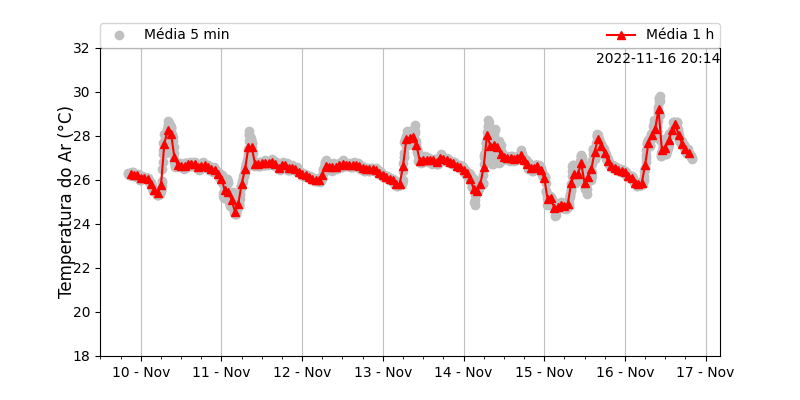 Média 5 min
Média 1 h
2022-11-16 20:14
Temperatura do Ar (°C)
32
30
28
26
24
22
20
18
10 - Nov
11 - Nov
12 - Nov
13 - Nov
14 - Nov
15 - Nov
16 - Nov
17 - Nov